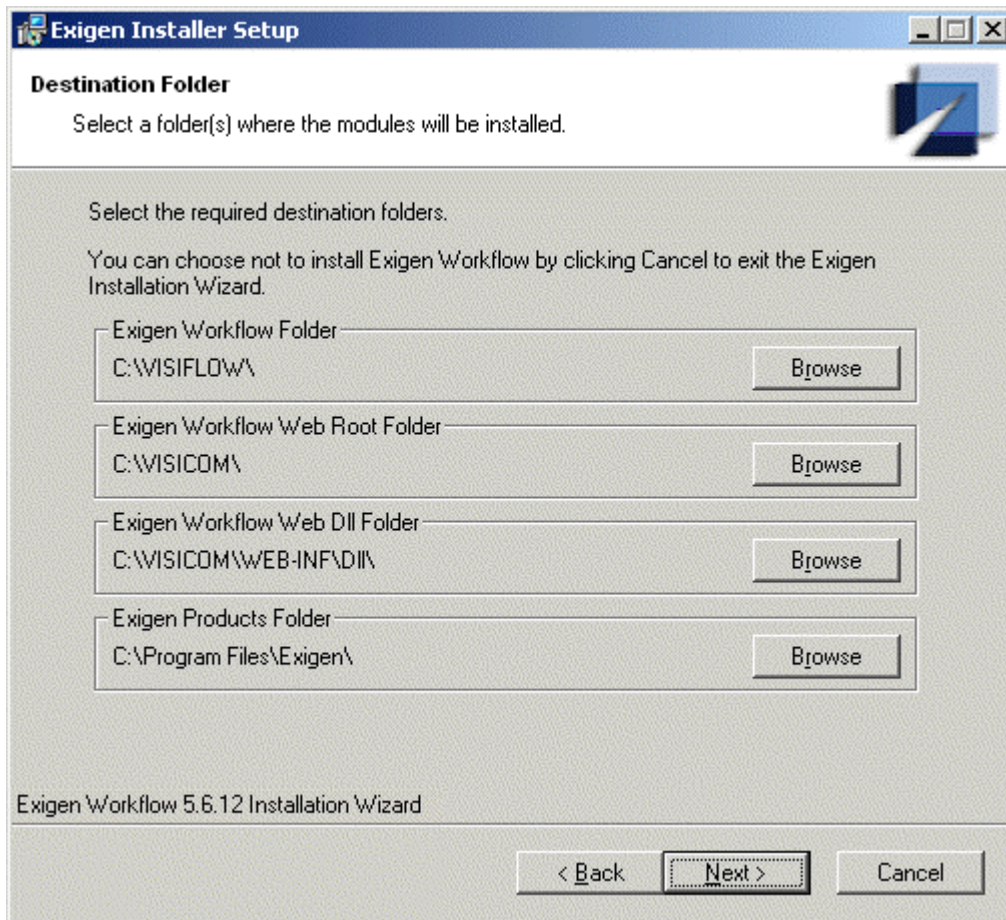 Exigen Installer Setup
Destination Folder
Select a folder(s) where the modules will be installed.
Select the required destination folders.
You can choose not to install Exigen Workflow by clicking Cancel to exit the Exigen
Installation Wizard.
Exigen Workflow Folder
C:\VISIFLOW\
Browse
Exigen Workflow Web Root Folder
C:\VISICOM\
Browse
Exigen Workflow Web Dll Folder
C:\VISICOM\WEB-INF\Dll\
Browse
Exigen Products Folder
C:\Program Files\Exigen\
Browse
Exigen Workflow 5.6.12 Installation Wizard
< Back Next > Cancel